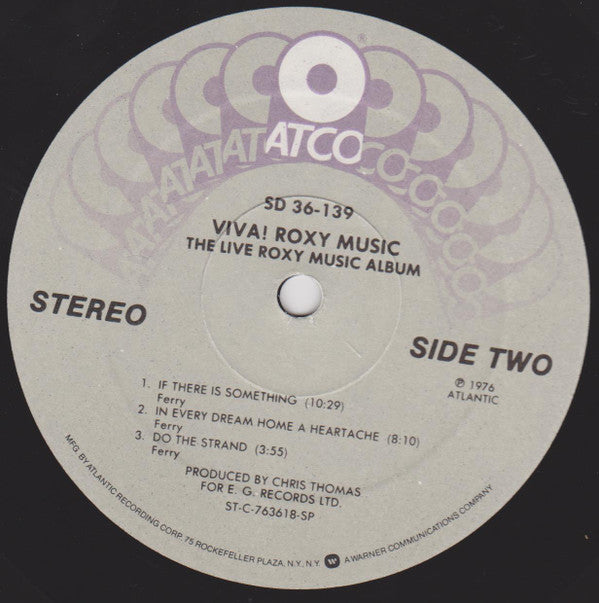 ®
ATCO
SD 36-139
VIVA! ROXY MUSIC
THE LIVE ROXY MUSIC ALBUM
STEREO
SIDE TWO
℗ 1976
ATLANTIC
1. IF THERE IS SOMETHING (10:29)
Ferry
2. IN EVERY DREAM HOME A HEARTACHE (8:10)
Ferry
3. DO THE STRAND (3:55)
Ferry
PRODUCED BY CHRIS THOMAS
FOR E. G. RECORDS LTD.
ST-C-763618-SP
MFG. BY ATLANTIC RECORDING CORP. 75 ROCKEFELLER PLAZA, N.Y., N.Y. W A WARNER COMMUNICATIONS COMPANY